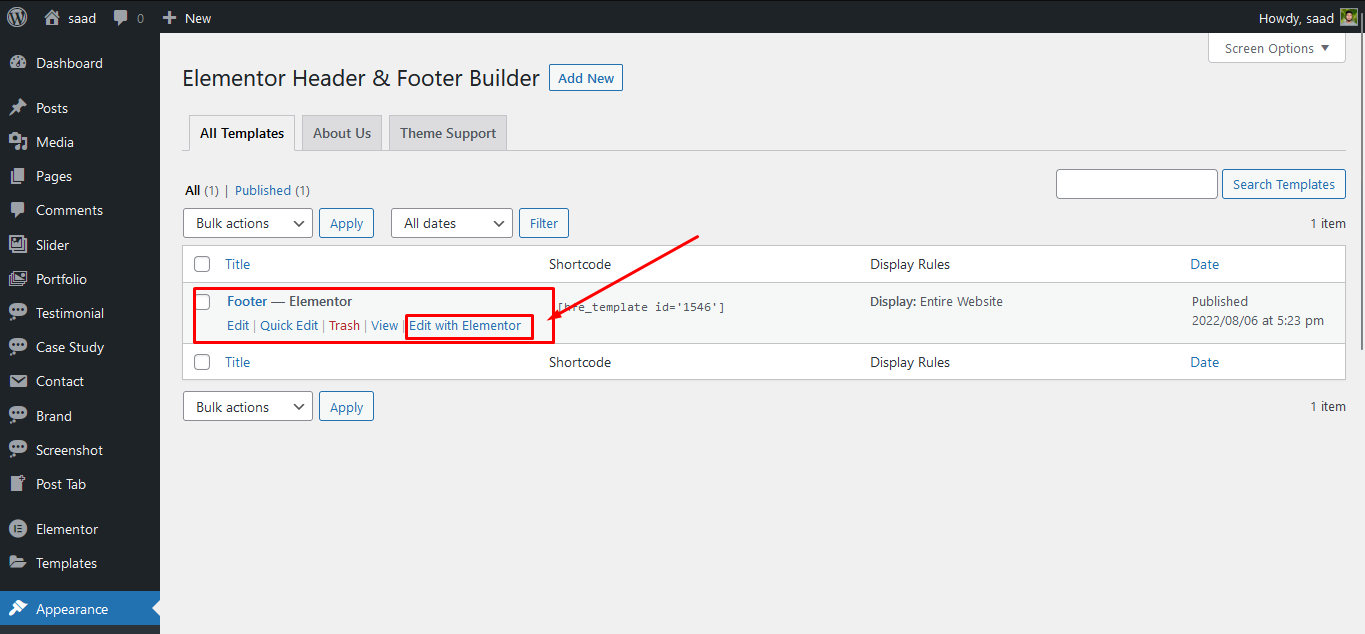 saad 0 New Howdy, saad
Screen Options
Dashboard
Posts
Media
Pages
Comments
Slider
Portfolio
Testimonial
Case Study
Contact
Brand
Screenshot
Post Tab
Elementor
Templates
Appearance
Elementor Header & Footer Builder Add New
All Templates About Us Theme Support
All (1) | Published (1)
Search Templates
Bulk actions Apply All dates Filter 1 item
Title Shortcode Display Rules Date
Footer — Elementor [hfe_template id='1546'] Display: Entire Website Published
Edit | Quick Edit | Trash | View | Edit with Elementor 2022/08/06 at 5:23 pm
Title Shortcode Display Rules Date
Bulk actions Apply 1 item